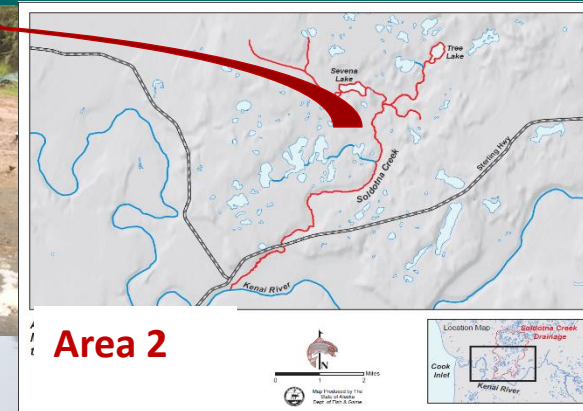 Tree
Lake
Sevena
Lake
Soldotna Creek
Sterling Hwy
Kenai River
Area 2
N
0 1 2
Miles
Map Produced by The
State of Alaska
Dept. of Fish & Game
Location Map
Soldotna Creek
Drainage
Cook
Inlet
Kenai River